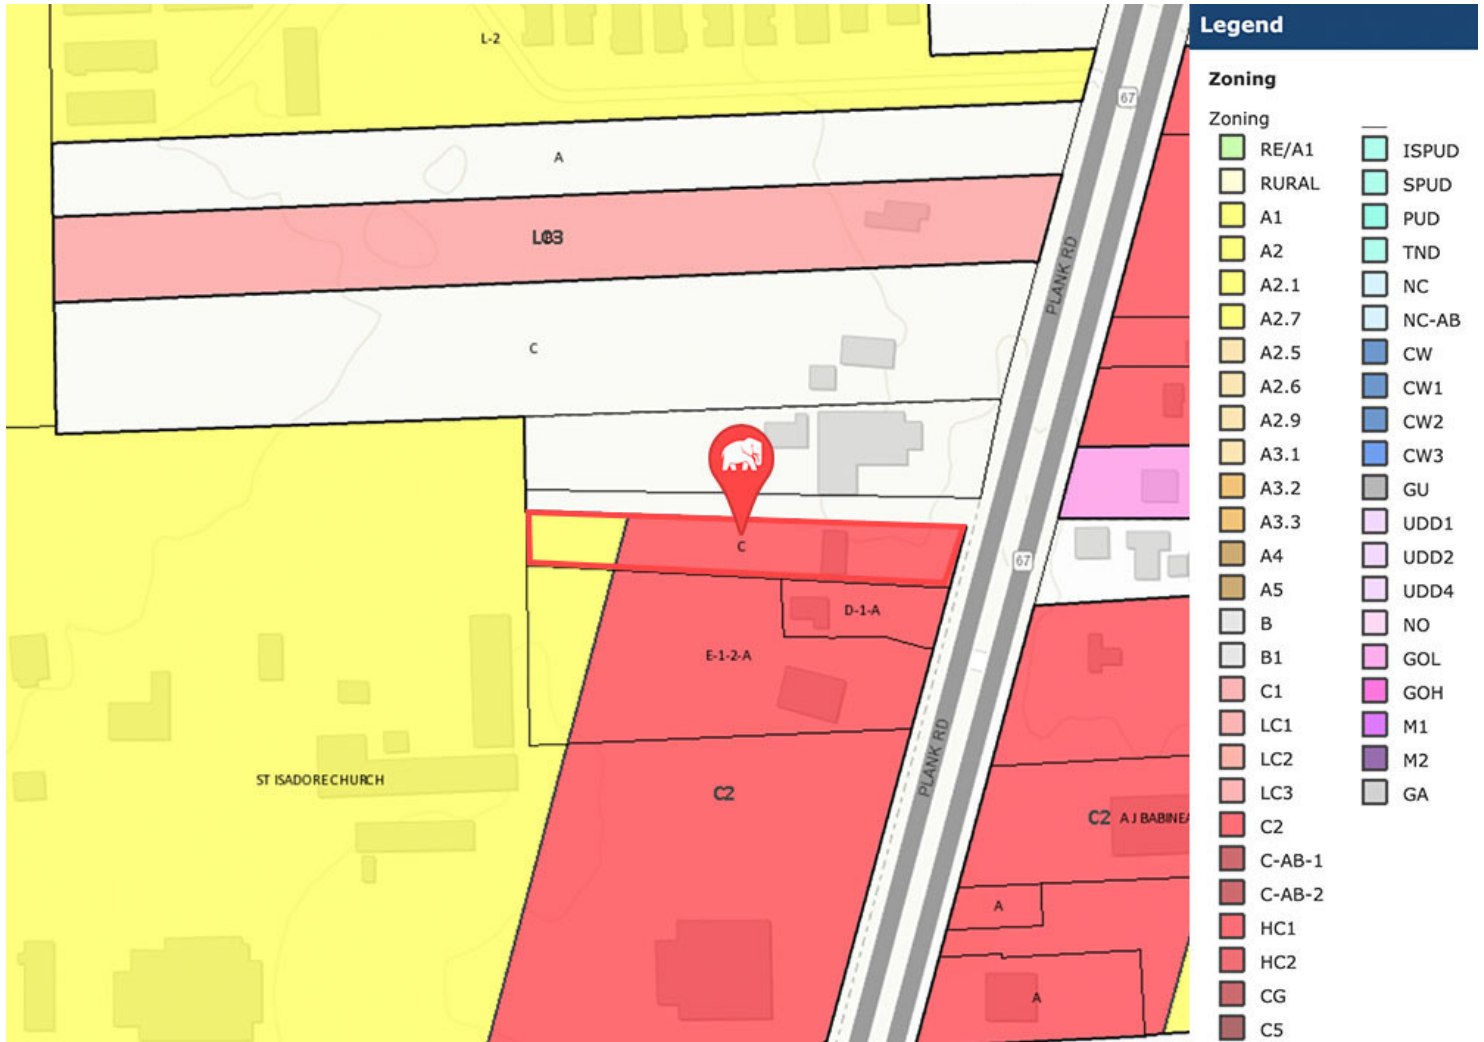 L-2
67
A
LC3
PLANK RD
C
C
67
D-1-A
E-1-2-A
ST ISADORE CHURCH
PLANK RD
C2
C2 A J BABINEA
A
A
Legend
Zoning
Zoning
RE/A1
RURAL
A1
A2
A2.1
A2.7
A2.5
A2.6
A2.9
A3.1
A3.2
A3.3
A4
A5
B
B1
C1
LC1
LC2
LC3
C2
C-AB-1
C-AB-2
HC1
HC2
CG
C5
ISPUD
SPUD
PUD
TND
NC
NC-AB
CW
CW1
CW2
CW3
GU
UDD1
UDD2
UDD4
NO
GOL
GOH
M1
M2
GA